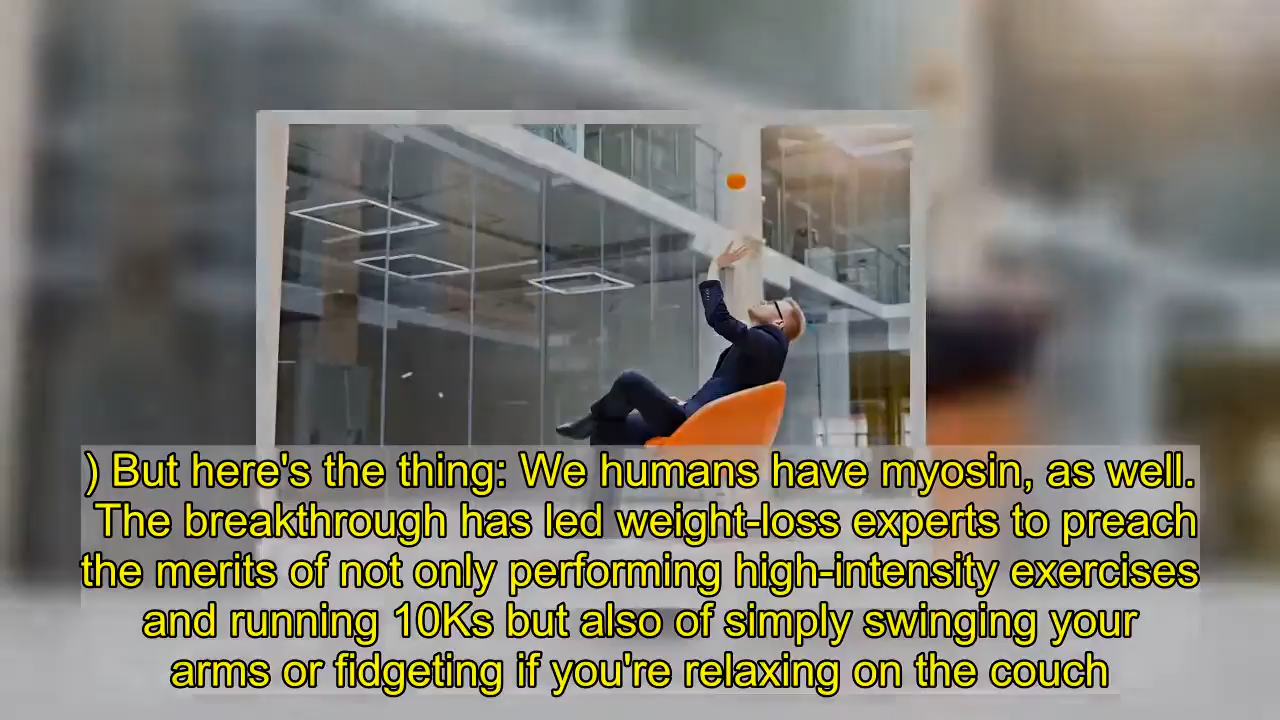 ) But here's the thing: We humans have myosin, as well.
The breakthrough has led weight-loss experts to preach
the merits of not only performing high-intensity exercises
and running 10Ks but also of simply swinging your
arms or fidgeting if you're relaxing on the couch